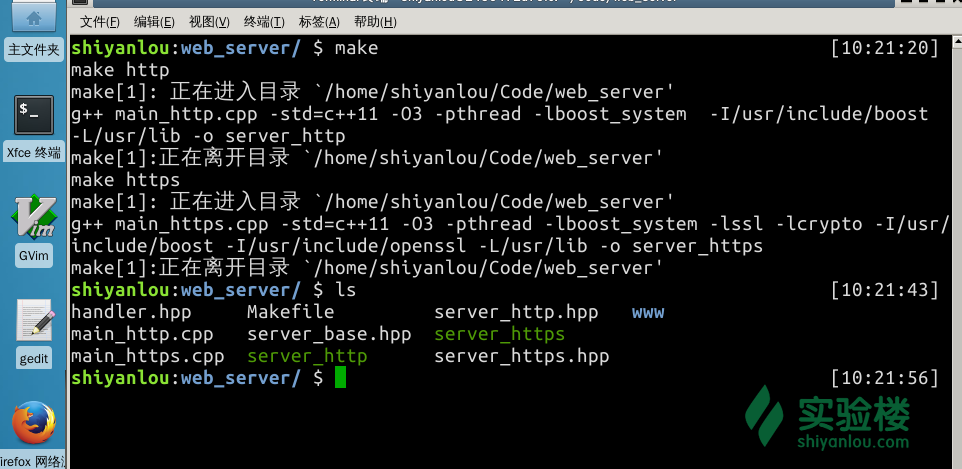 文件(F) 编辑(E) 视图(V) 终端(T) 标签(A) 帮助(H)
主文件夹
Xfce 终端
GVim
gedit
irefox 网络
shiyanlou:web_server/ $ make [10:21:20]
make http
make[1]: 正在进入目录 `/home/shiyanlou/Code/web_server'
g++ main_http.cpp -std=c++11 -O3 -pthread -lboost_system  -I/usr/include/boost
-L/usr/lib -o server_http
make[1]:正在离开目录 `/home/shiyanlou/Code/web_server'
make https
make[1]: 正在进入目录 `/home/shiyanlou/Code/web_server'
g++ main_https.cpp -std=c++11 -O3 -pthread -lboost_system -lssl -lcrypto -I/usr/
include/boost -I/usr/include/openssl -L/usr/lib -o server_https
make[1]:正在离开目录 `/home/shiyanlou/Code/web_server'
shiyanlou:web_server/ $ ls [10:21:43]
handler.hpp Makefile server_http.hpp www
main_http.cpp server_base.hpp server_https
main_https.cpp server_http server_https.hpp
shiyanlou:web_server/ $ [10:21:56]
实验楼
shiyanlou.com